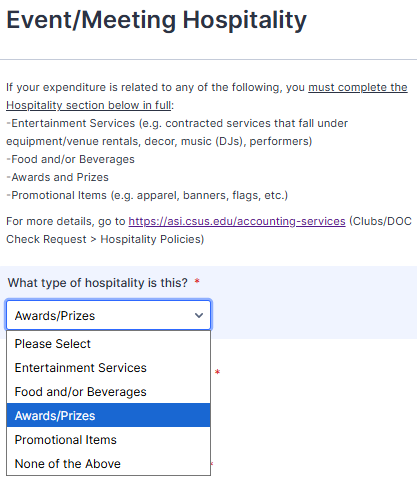 Event/Meeting Hospitality
If your expenditure is related to any of the following, you must complete the
Hospitality section below in full:
-Entertainment Services (e.g. contracted services that fall under
equipment/venue rentals, decor, music (DJs), performers)
-Food and/or Beverages
-Awards and Prizes
-Promotional Items (e.g. apparel, banners, flags, etc.)
For more details, go to https://asi.csus.edu/accounting-services (Clubs/DOC
Check Request > Hospitality Policies)
What type of hospitality is this? *
Awards/Prizes
Please Select
Entertainment Services
*
Food and/or Beverages
Awards/Prizes
Promotional Items
None of the Above
*